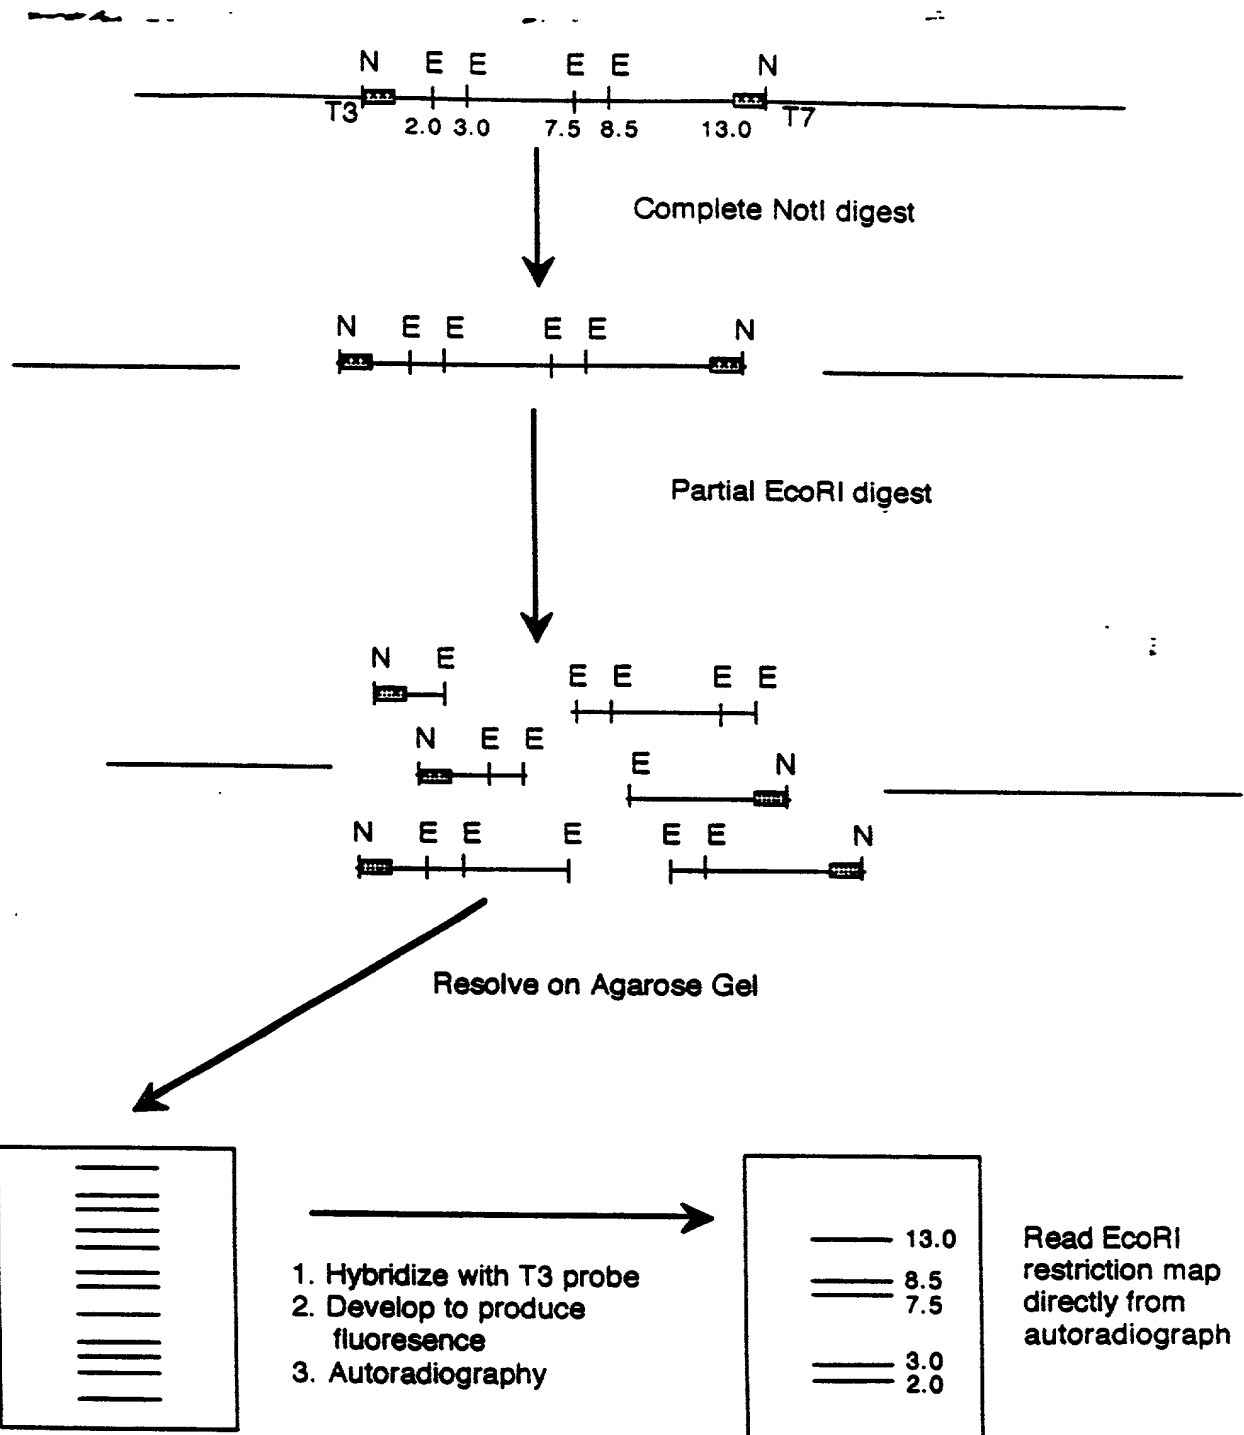 N E E E E N
T3 T7
2.0 3.0 7.5 8.5 13.0
Complete NotI digest
N E E E E N
Partial EcoRI digest
N E
E E E E
N E E
E N
N E E E
E E N
Resolve on Agarose Gel
1. Hybridize with T3 probe
2. Develop to produce
fluoresence
3. Autoradiography
13.0
8.5
7.5
3.0
2.0
Read EcoRI
restriction map
directly from
autoradiograph